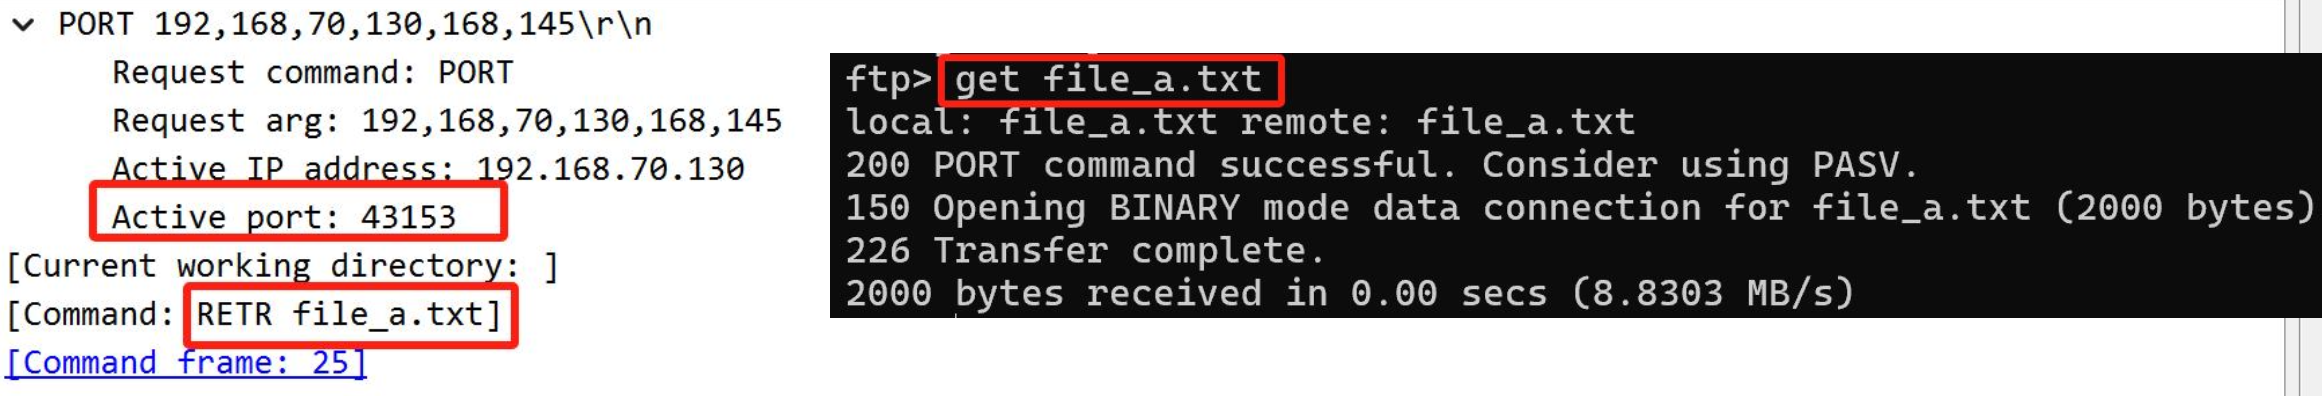 PORT 192,168,70,130,168,145\r\n
Request command: PORT
Request arg: 192,168,70,130,168,145
Active IP address: 192.168.70.130
Active port: 43153
[Current working directory: ]
[Command: RETR file_a.txt]
[Command frame: 25]
ftp> get file_a.txt
local: file_a.txt remote: file_a.txt
200 PORT command successful. Consider using PASV.
150 Opening BINARY mode data connection for file_a.txt (2000 bytes)
226 Transfer complete.
2000 bytes received in 0.00 secs (8.8303 MB/s)